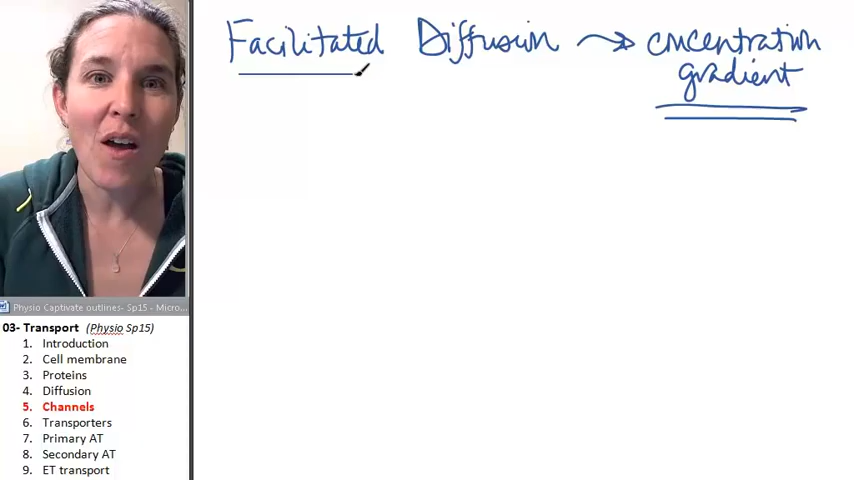 Facilitated Diffusion → concentration
gradient
Physio Captivate outlines- Sp15 - Micro...
03- Transport (Physio Sp15)
1. Introduction
2. Cell membrane
3. Proteins
4. Diffusion
5. Channels
6. Transporters
7. Primary AT
8. Secondary AT
9. ET transport